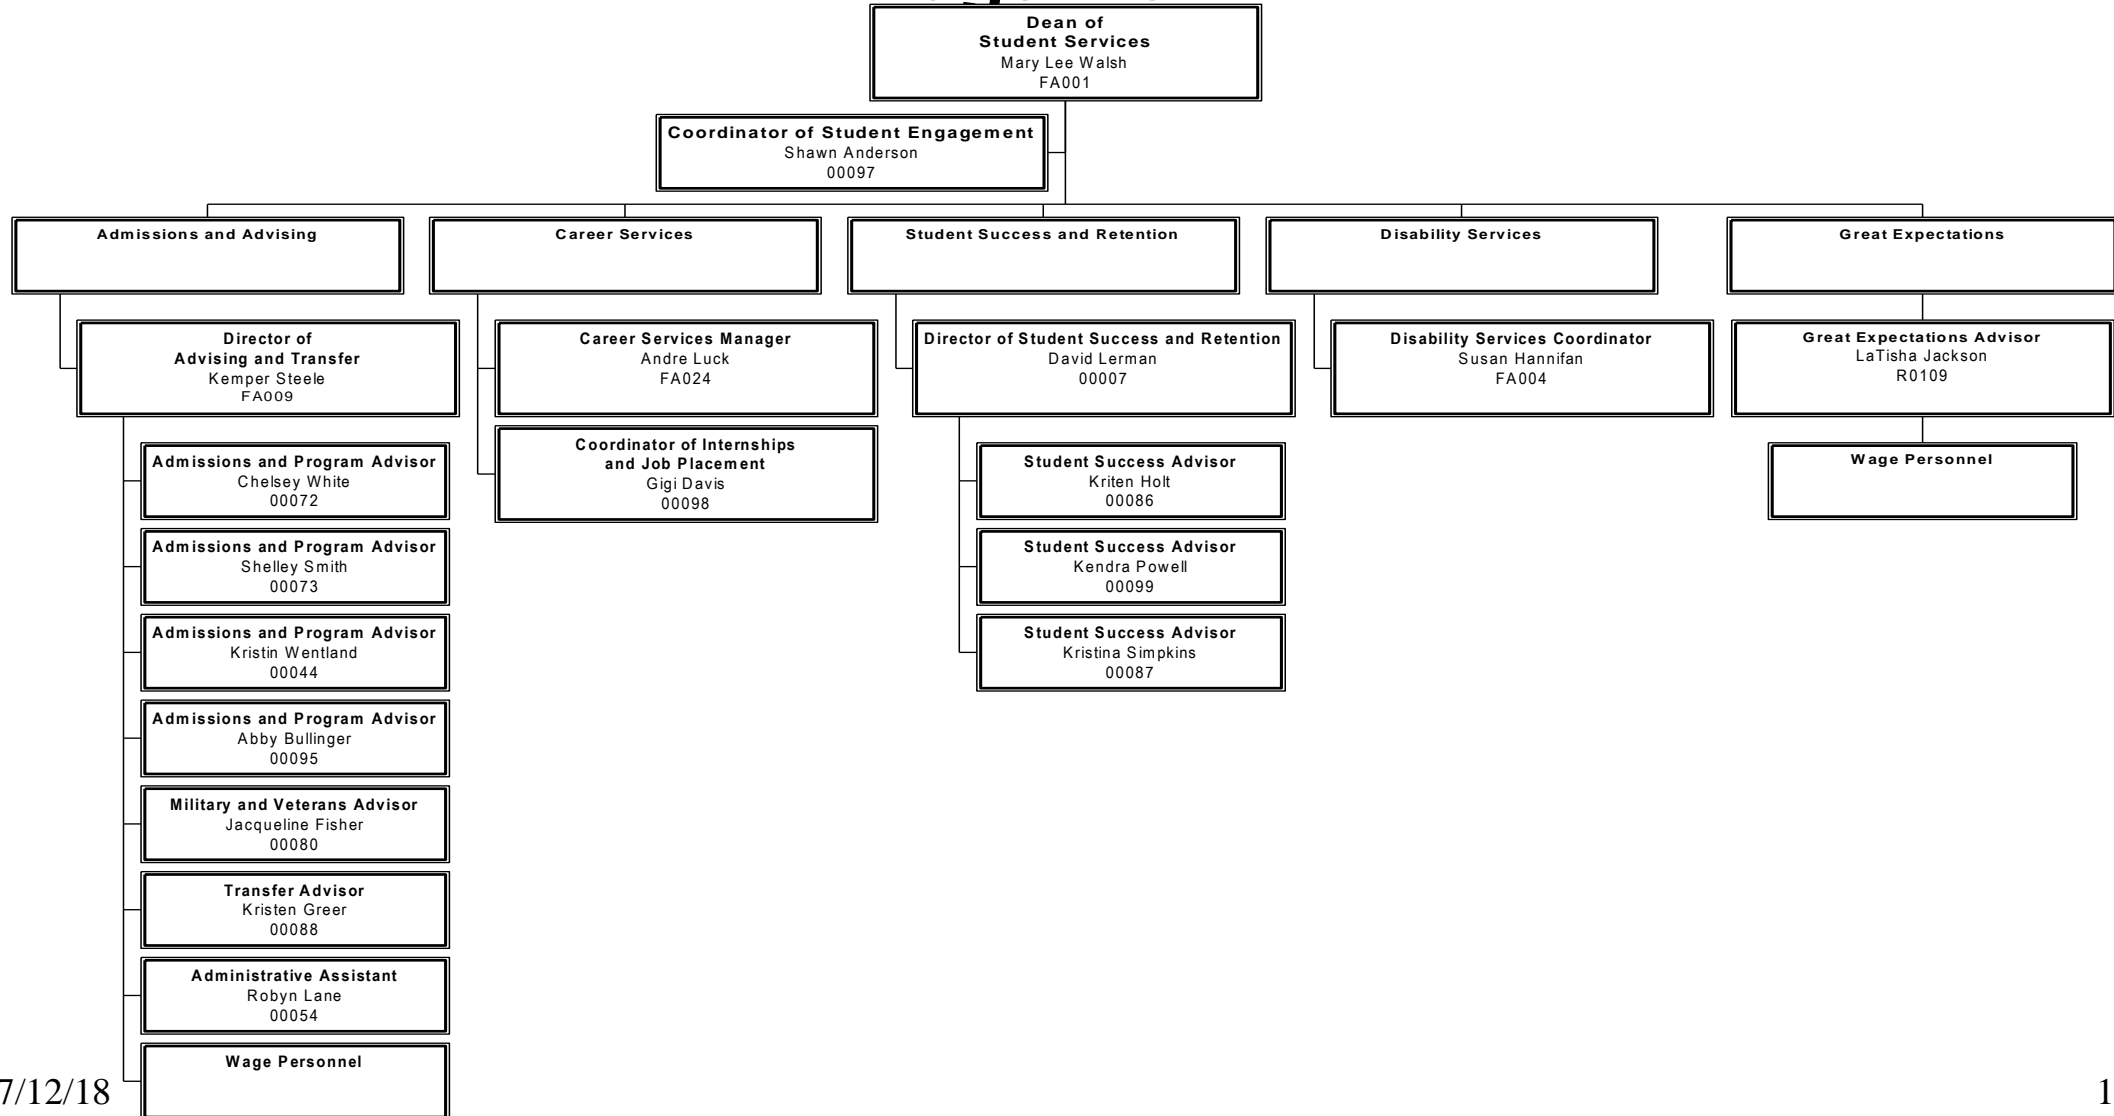 Dean of
Student Services
Mary Lee Walsh
FA001
Coordinator of Student Engagement
Shawn Anderson
00097
Admissions and Advising
Career Services
Student Success and Retention
Disability Services
Great Expectations
Director of
Advising and Transfer
Kemper Steele
FA009
Career Services Manager
Andre Luck
FA024
Director of Student Success and Retention
David Lerman
00007
Disability Services Coordinator
Susan Hannifan
FA004
Great Expectations Advisor
LaTisha Jackson
R0109
Admissions and Program Advisor
Chelsey White
00072
Coordinator of Internships
and Job Placement
Gigi Davis
00098
Student Success Advisor
Kriten Holt
00086
Wage Personnel
Admissions and Program Advisor
Shelley Smith
00073
Student Success Advisor
Kendra Powell
00099
Admissions and Program Advisor
Kristin Wentland
00044
Student Success Advisor
Kristina Simpkins
00087
Admissions and Program Advisor
Abby Bullinger
00095
Military and Veterans Advisor
Jacqueline Fisher
00080
Transfer Advisor
Kristen Greer
00088
Administrative Assistant
Robyn Lane
00054
Wage Personnel
7/12/18
1